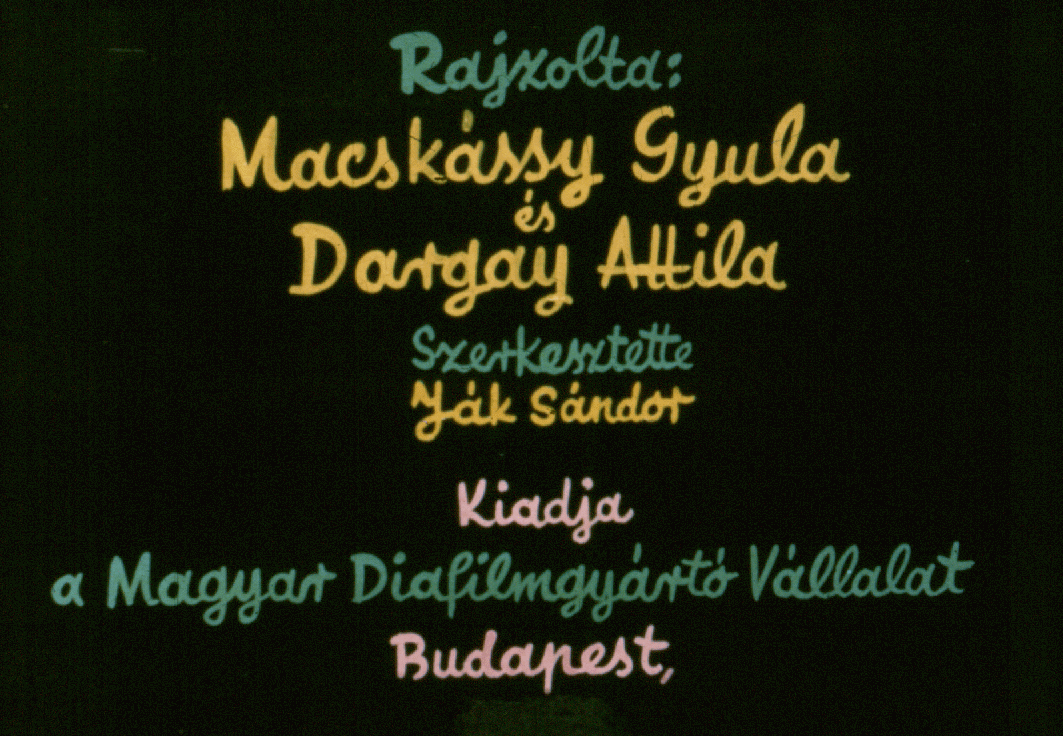 Rajzolta:
Macskássy Gyula
és
Dargay Attila
Szerkesztette
Ják Sándor
Kiadja
a Magyar Diafilmgyártó Vállalat
Budapest,